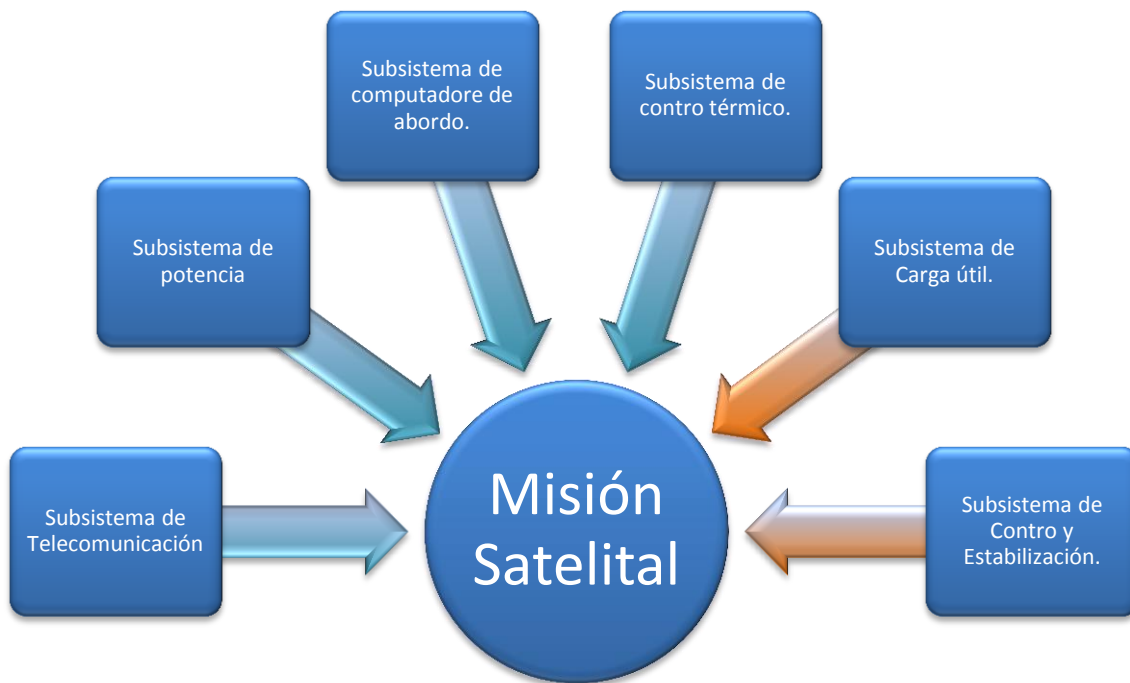 Subsistema de
computadore de
abordo.
Subsistema de
contro térmico.
Subsistema de
potencia
Subsistema de
Carga útil.
Subsistema de
Telecomunicación
Misión
Satelital
Subsistema de
Contro y
Estabilización.